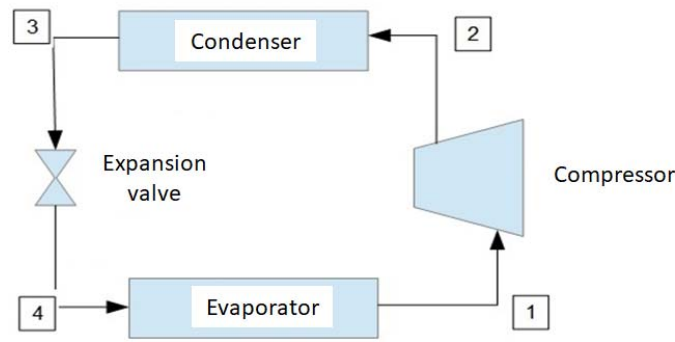 3
Condenser
2
Expansion
valve
Compressor
4
Evaporator
1